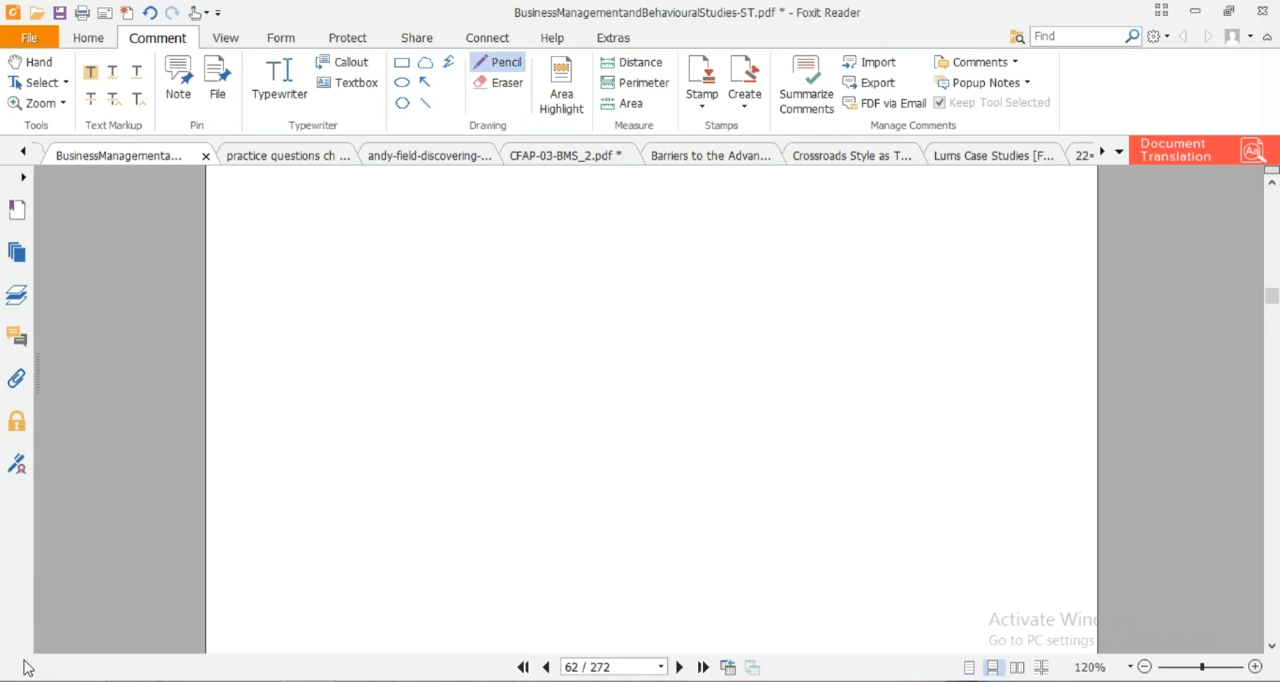 BusinessManagementandBehaviouralStudies-ST.pdf * - Foxit Reader
File Home Comment View Form Protect Share Connect Help Extras Find
Hand
Select
Zoom
Tools
T T T
T T T
Text Markup
Note File
Pin
Typewriter
Callout
Textbox
Typewriter
Pencil
Eraser
Drawing
Area
Highlight
Distance
Perimeter
Area
Measure
Stamp Create
Stamps
Summarize
Comments
Import
Export
FDF via Email
Comments
Popup Notes
Keep Tool Selected
Manage Comments
BusinessManagementa... practice questions ch ... andy-field-discovering-... CFAP-03-BMS_2.pdf * Barriers to the Advan... Crossroads Style as T... Lums Case Studies [F... 22=
Document
Translation
Aa
Activate Win
Go to PC settings
62 / 272
120%